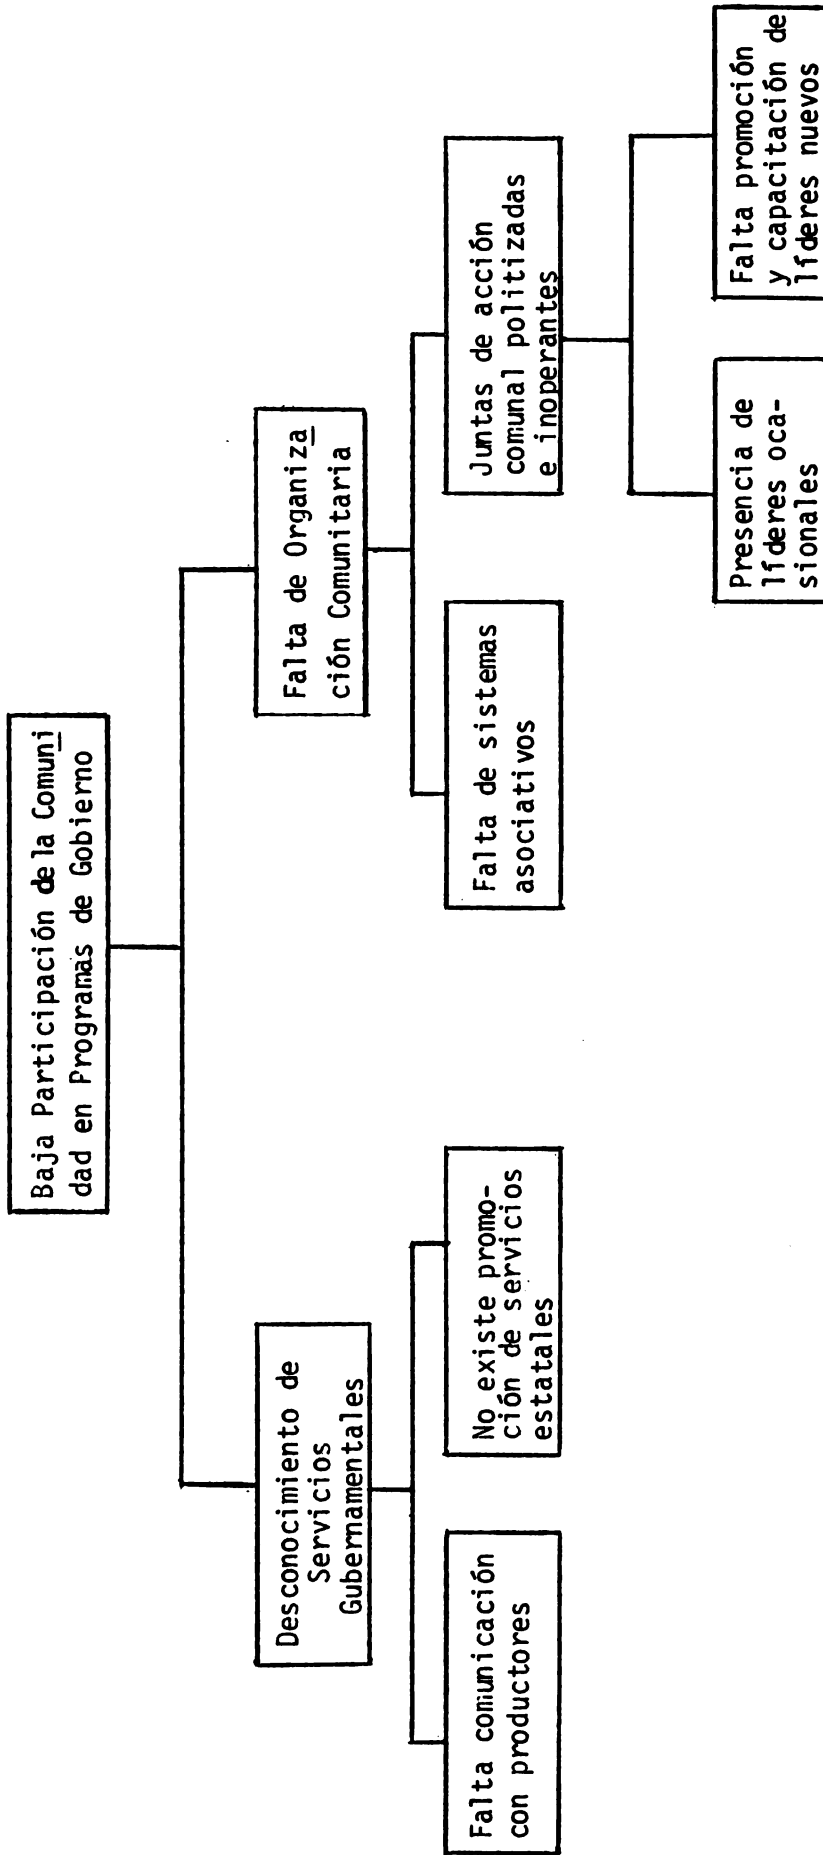 Baja Participación de la Comuni
dad en Programas de Gobierno
Desconocimiento de
Servicios
Gubernamentales
Falta de Organiza
ción Comunitaria
Falta comunicación
con productores
No existe promo-
ción de servicios
estatales
Falta de sistemas
asociativos
Juntas de acción
comunal politizadas
e inoperantes
Presencia de
líderes oca-
sionales
Falta promoción
y capacitación de
líderes nuevos